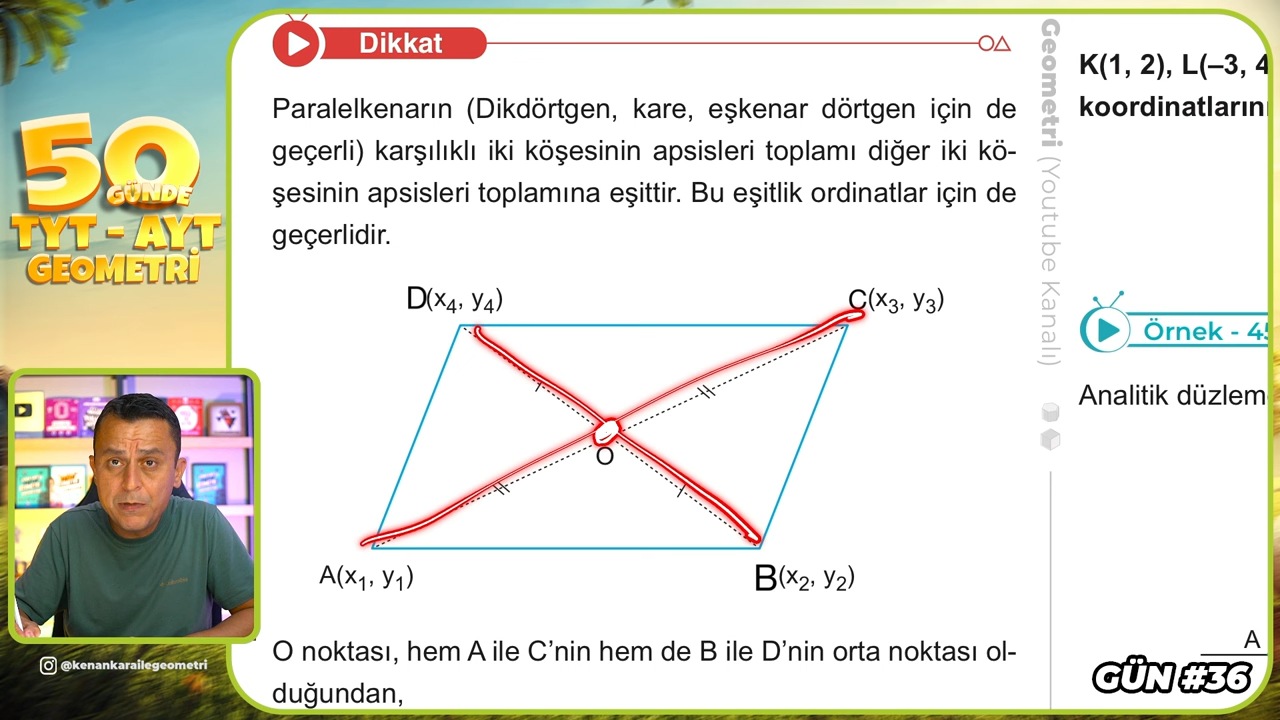 50
GÜNDE
TYT - AYT
GEOMETRİ
@kenankarailegeometri
Dikkat
Paralelkenarın (Dikdörtgen, kare, eşkenar dörtgen için de
geçerli) karşılıklı iki köşesinin apsisleri toplamı diğer iki kö-
şesinin apsisleri toplamına eşittir. Bu eşitlik ordinatlar için de
geçerlidir.
D(x₄, y₄)
C(x₃, y₃)
O
A(x₁, y₁)
B(x₂, y₂)
O noktası, hem A ile C’nin hem de B ile D’nin orta noktası ol-
duğundan,
Geometri (Youtube Kanalı)
K(1, 2), L(–3, 4
koordinatların
Örnek - 45
Analitik düzlem
A
GÜN #36